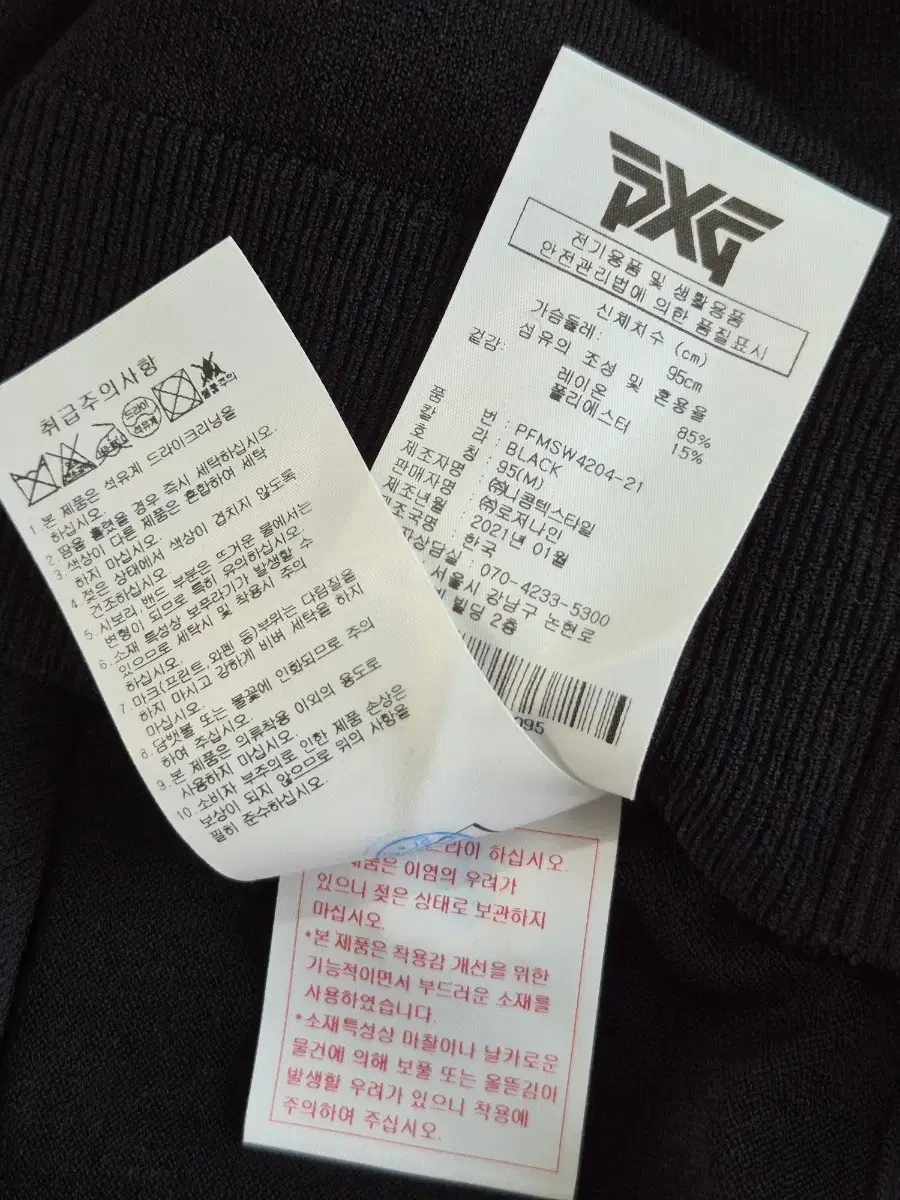 PXG
전기용품 및 생활용품
안전관리법에 의한 품질표시
신체치수 (cm)
가슴둘레: 95cm
섬유의 조성 및 혼용율
겉감: 레이온 85%
폴리에스터 15%
품 번 : PFMSW4204-21
칼 라 : BLACK
호 칭 : 95(M)
제조자명 : ㈜니콤텍스타일
판매자명 : ㈜로저나인
제조년월 : 2021년 01월
제조국명 : 한국
자상담실 : 070-4233-5300
서울시 강남구 논현로
빌딩 2층
095
취급주의사항
드라이
석유계
1. 본 제품은 석유계 드라이크리닝을
하십시오.
2. 땀을 흘렸을 경우 즉시 세탁하십시오.
3. 색상이 다른 제품은 혼합하여 세탁
하지 마십시오.
4. 젖은 상태에서 색상이 겹치지 않도록
건조하십시오.
5. 시보리, 밴드 부분은 뜨거운 물에서는
변형이 되므로 특히 유의하십시오.
6. 소재 특성상 보푸라기가 발생할 수
있으므로 세탁시 및 착용시 주의
하십시오.
7. 마크(프린트, 와펜 등)부위는 다림질을
하지 마시고 강하게 비벼 세탁을 하지
마십시오.
8. 담뱃불 또는 불꽃에 인화되므로 주의
하여 주십시오.
9. 본 제품은 의류착용 이외의 용도로
사용하지 마십시오.
10. 소비자 부주의로 인한 제품 손상은
보상이 되지 않으므로 위의 사항을
필히 준수하십시오.
드라이 하십시오.
제품은 이염의 우려가
있으니 젖은 상태로 보관하지
마십시오.
*본 제품은 착용감 개선을 위한
기능적이면서 부드러운 소재를
사용하였습니다.
*소재특성상 마찰이나 날카로운
물건에 의해 보풀 또는 올뜯김이
발생할 우려가 있으니 착용에
주의하여 주십시오.